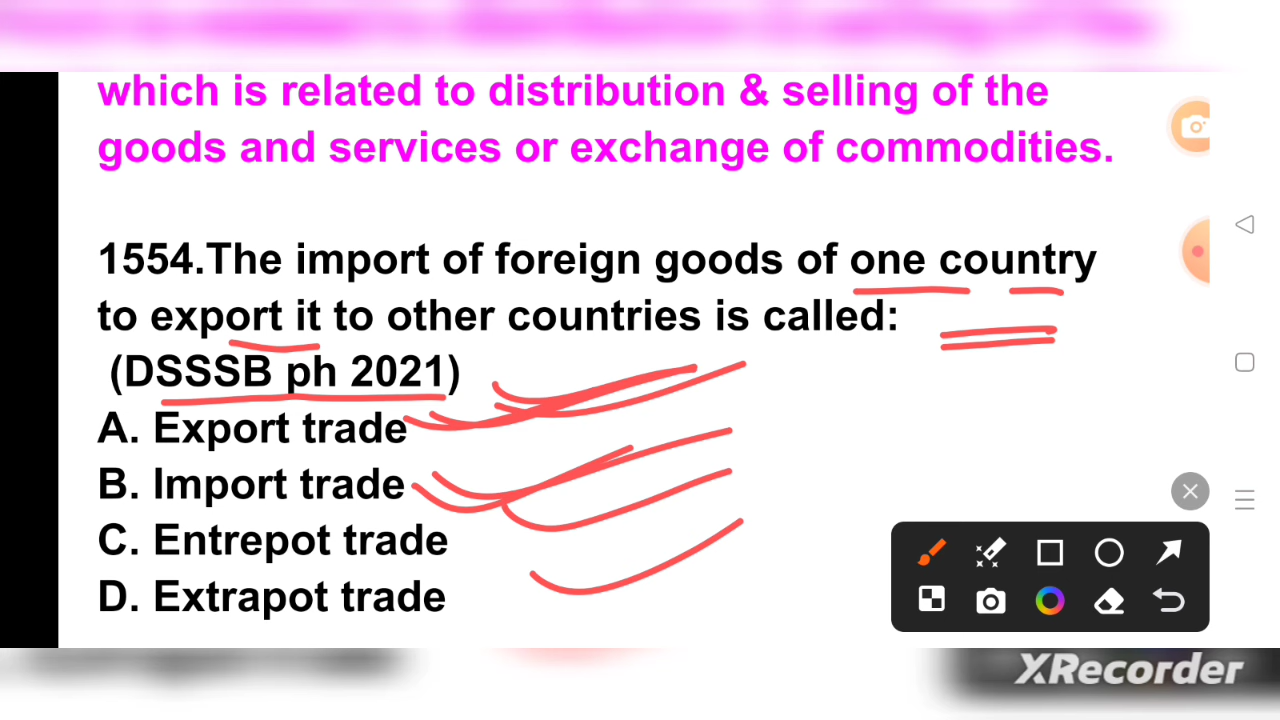 which is related to distribution & selling of the
goods and services or exchange of commodities.
1554.The import of foreign goods of one country
to export it to other countries is called:
(DSSSB ph 2021)
A. Export trade
B. Import trade
C. Entrepot trade
D. Extrapot trade
XRecorder